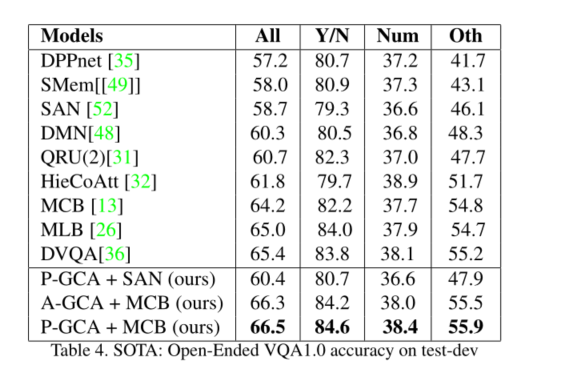 Models All Y/N Num Oth
DPPnet [35] 57.2 80.7 37.2 41.7
SMem[[49]] 58.0 80.9 37.3 43.1
SAN [52] 58.7 79.3 36.6 46.1
DMN[48] 60.3 80.5 36.8 48.3
QRU(2)[31] 60.7 82.3 37.0 47.7
HieCoAtt [32] 61.8 79.7 38.9 51.7
MCB [13] 64.2 82.2 37.7 54.8
MLB [26] 65.0 84.0 37.9 54.7
DVQA[36] 65.4 83.8 38.1 55.2
P-GCA + SAN (ours) 60.4 80.7 36.6 47.9
A-GCA + MCB (ours) 66.3 84.2 38.0 55.5
P-GCA + MCB (ours) 66.5 84.6 38.4 55.9
Table 4. SOTA: Open-Ended VQA1.0 accuracy on test-dev